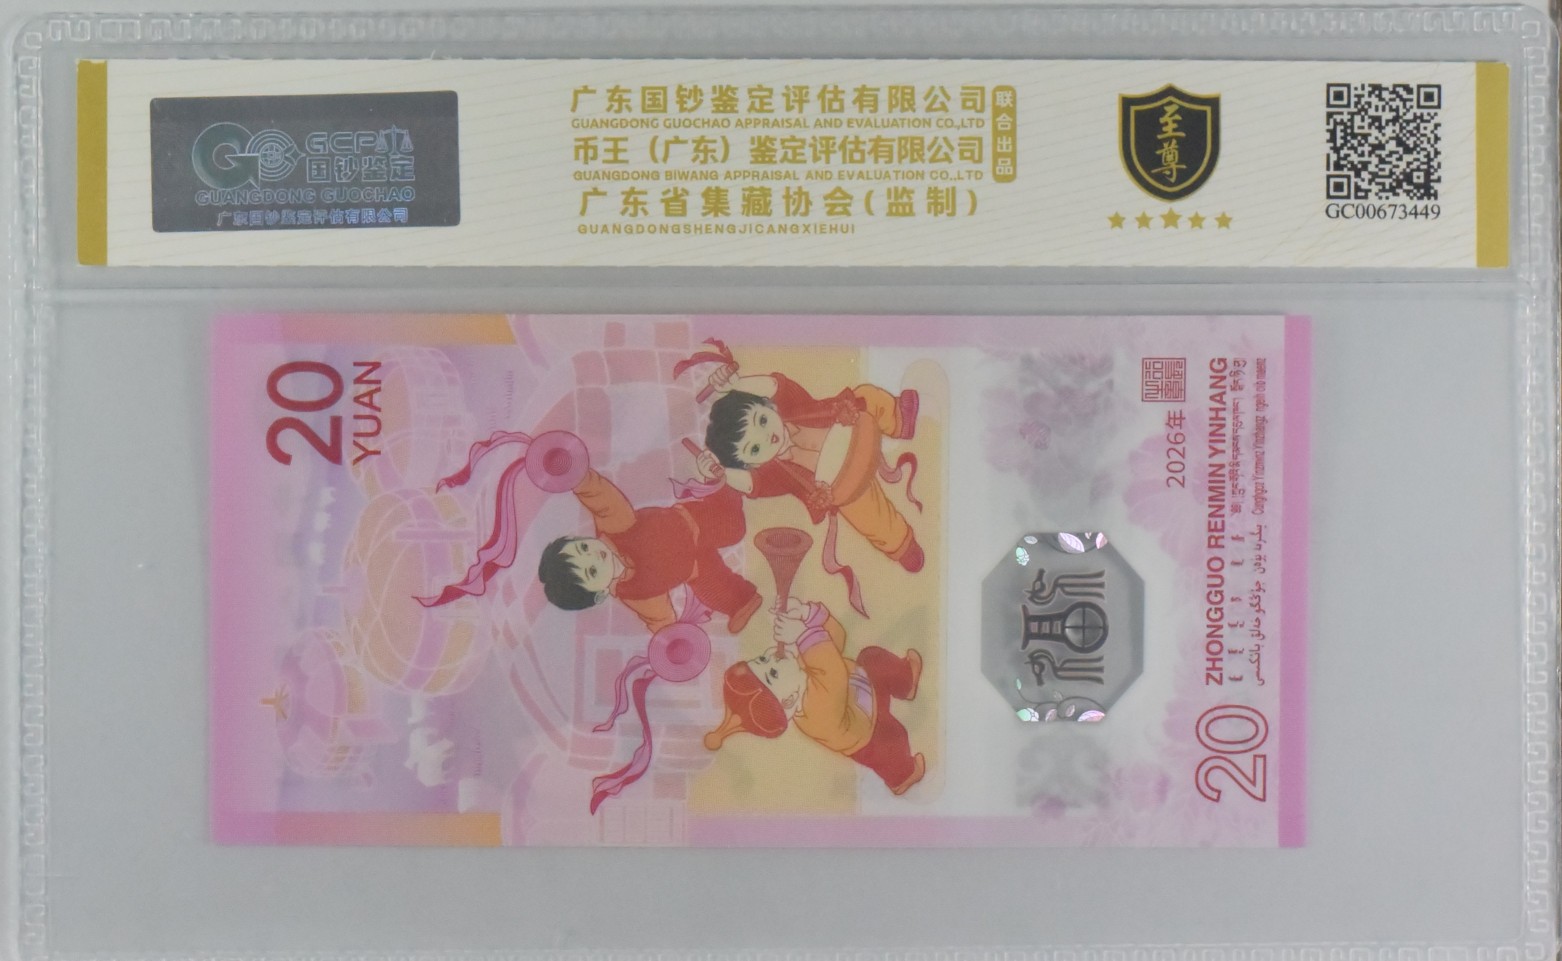 GCP
国钞鉴定
GUANGDONG GUOCHAO
广东国钞鉴定评估有限公司
广东国钞鉴定评估有限公司
GUANGDONG GUOCHAO APPRAISAL AND EVALUATION CO.,LTD
币王（广东）鉴定评估有限公司
GUANGDONG BIWANG APPRAISAL AND EVALUATION CO.,LTD
广东省集藏协会(监制)
GUANGDONGSHENGJICANGXIEHUI
联合出品
至尊
GC00673449
20
YUAN
2026年
ZHONGGUO RENMIN YINHANG
20